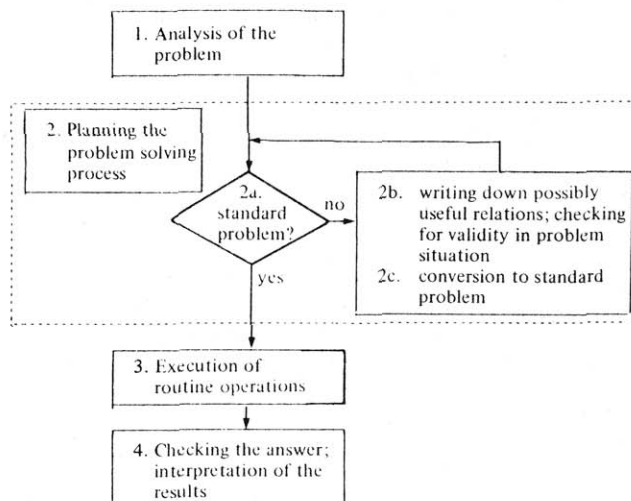 1. Analysis of the
problem
2. Planning the
problem solving
process
2a.
standard
problem?
no
yes
2b. writing down possibly
useful relations; checking
for validity in problem
situation
2c. conversion to standard
problem
3. Execution of
routine operations
4. Checking the answer;
interpretation of the
results